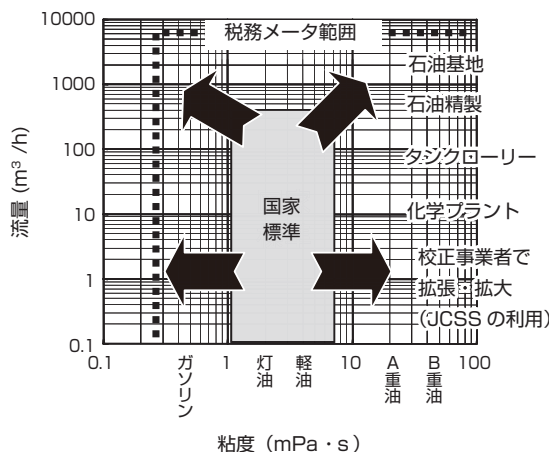 10000
1000
100
10
1
0.1
流量 (m³ /h)
税務メータ範囲
石油基地
石油精製
タンクローリー
化学プラント
校正事業者で
拡張・拡大
(JCSS の利用)
国家
標準
0.1
1
10
100
ガソリン
灯油
軽油
A重油
B重油
粘度（mPa・s）